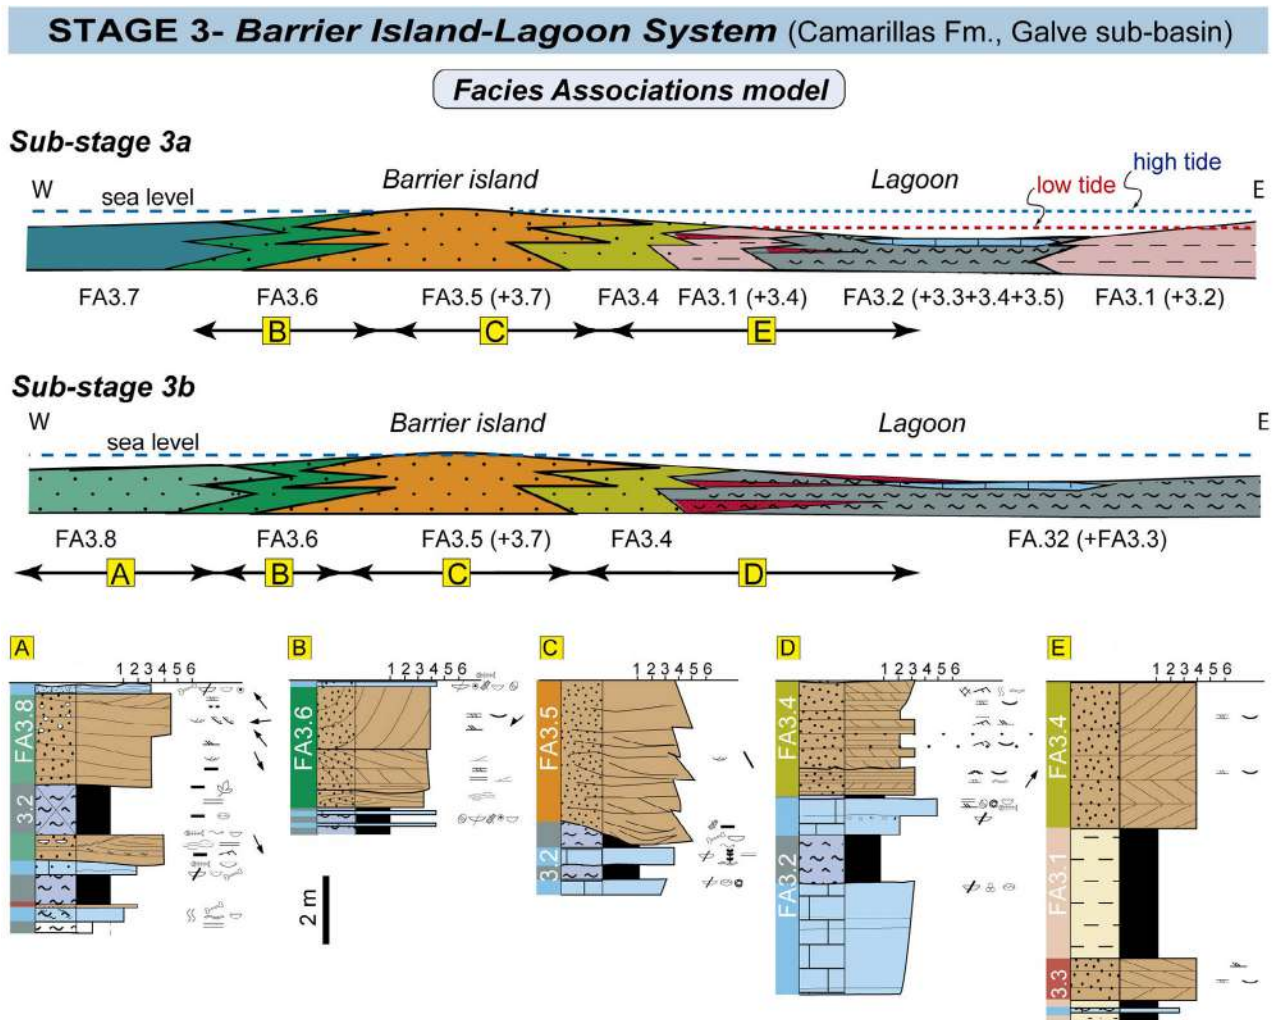 STAGE 3- Barrier Island-Lagoon System (Camarillas Fm., Galve sub-basin)
Facies Associations model
Sub-stage 3a
W sea level Barrier island Lagoon low tide high tide E
FA3.7 FA3.6 FA3.5 (+3.7) FA3.4 FA3.1 (+3.4) FA3.2 (+3.3+3.4+3.5) FA3.1 (+3.2)
B C E
Sub-stage 3b
W sea level Barrier island Lagoon E
FA3.8 FA3.6 FA3.5 (+3.7) FA3.4 FA.32 (+FA3.3)
A B C D
A
1 2 3 4 5 6
FA3.8
3.2
B
1 2 3 4 5 6
FA3.6
2 m
C
1 2 3 4 5 6
FA3.5
3.2
D
1 2 3 4 5 6
FA3.4
FA3.2
E
1 2 3 4 5 6
FA3.4
FA3.1
3.3